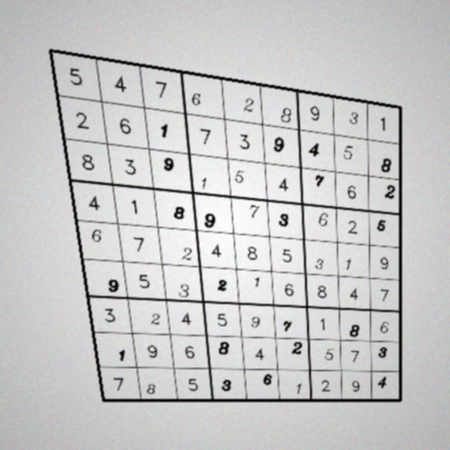 5 4 7 6 2 8 9 3 1
2 6 1 7 3 9 4 5 8
8 3 9 1 5 4 7 6 2
4 1 8 9 7 3 6 2 5
6 7 2 4 8 5 3 1 9
9 5 3 2 1 6 8 4 7
3 2 4 5 9 7 1 8 6
1 9 6 8 4 2 5 7 3
7 8 5 3 6 1 2 9 4